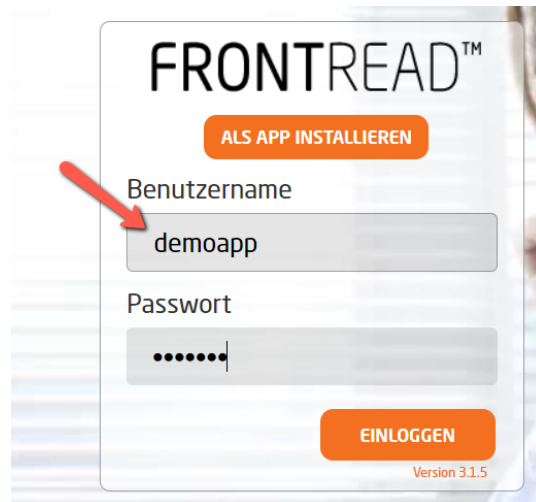 FRONTREAD™
ALS APP INSTALLIEREN
Benutzername
demoapp
Passwort
•••••••
EINLOGGEN
Version 3.1.5